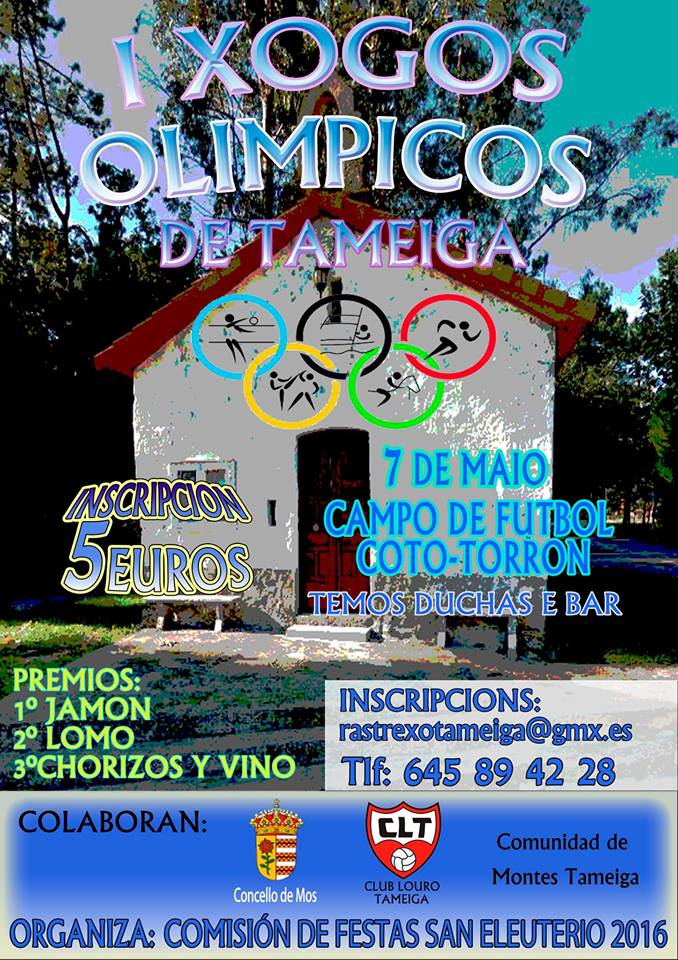 I XOGOS
OLIMPICOS
DE TAMEIGA
7 DE MAIO
CAMPO DE FUTBOL
COTO-TORRON
TEMOS DUCHAS E BAR
INSCRIPCION
5 EUROS
PREMIOS:
1º JAMON
2º LOMO
3ºCHORIZOS Y VINO
INSCRIPCIONS:
rastrexotameiga@gmx.es
Tlf: 645 89 42 28
COLABORAN:
Concello de Mos
CLT
CLUB LOURO
TAMEIGA
Comunidad de
Montes Tameiga
ORGANIZA: COMISIÓN DE FESTAS SAN ELEUTERIO 2016